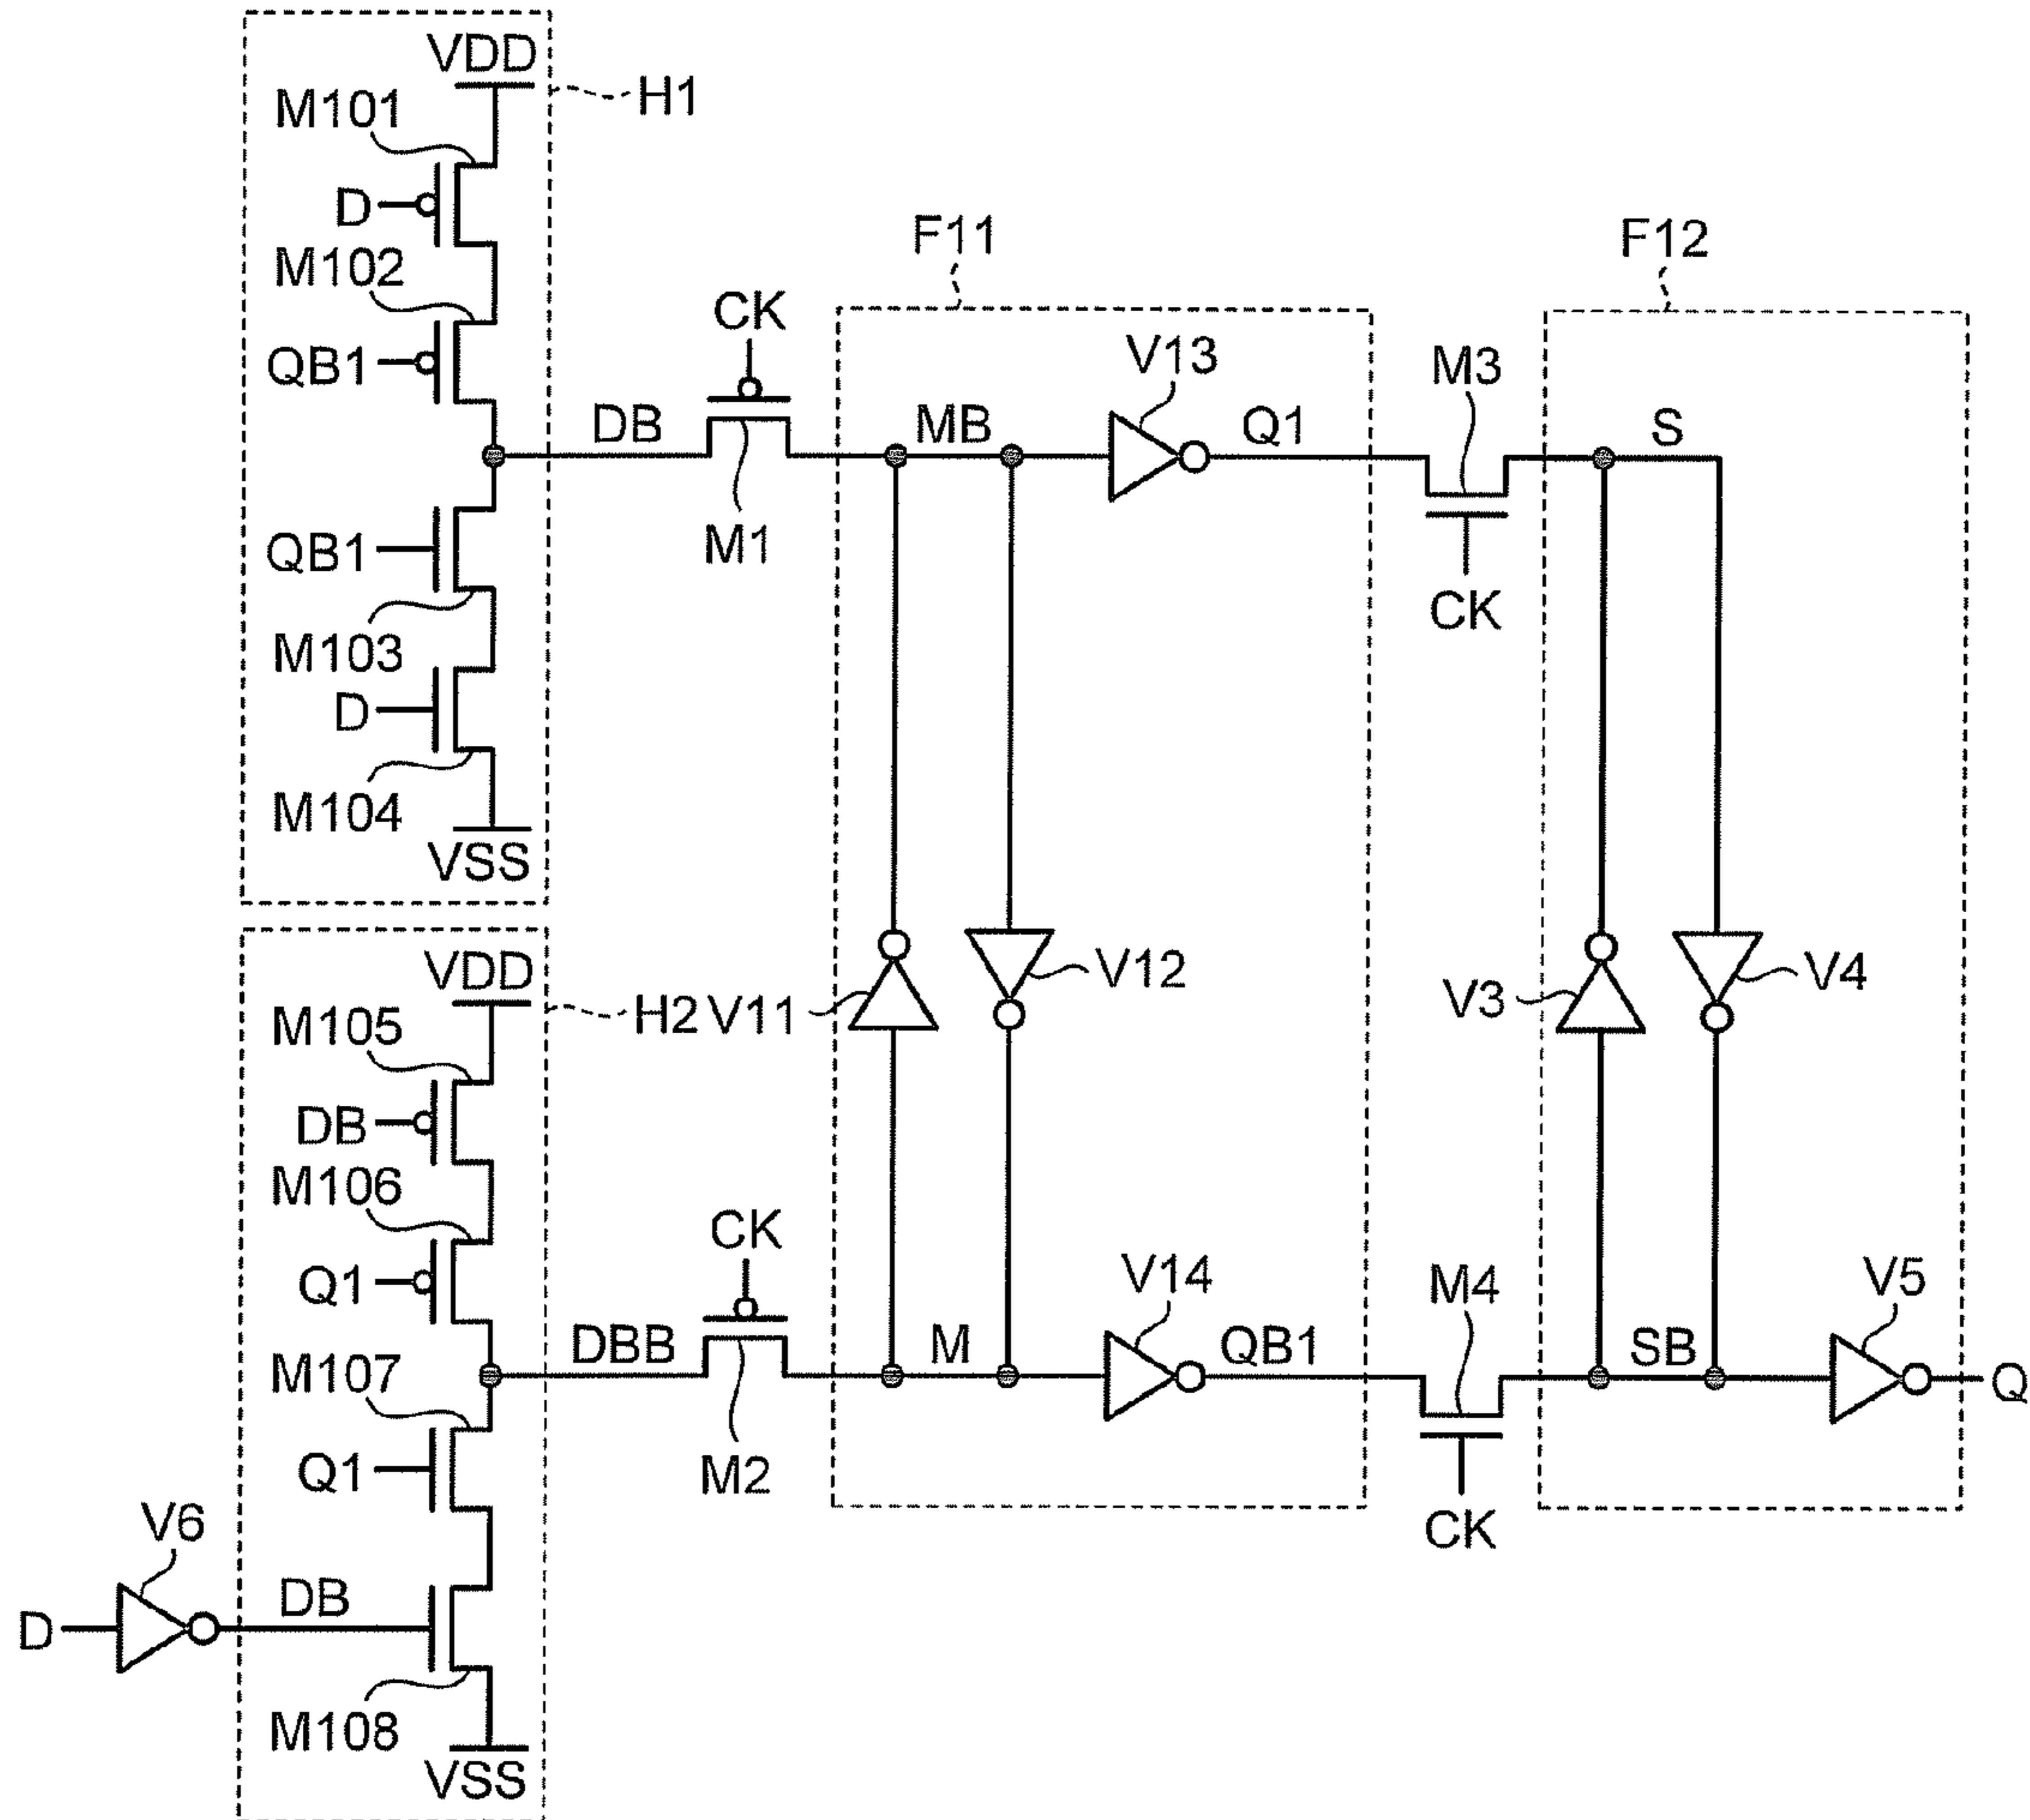 VDD
H1
M101
D
M102
QB1
QB1
M103
D
M104
VSS
DB
CK
M1
F11
MB
V13
Q1
M3
CK
F12
S
V11
V12
V3
V4
VDD
H2
M105
DB
M106
Q1
M107
Q1
V6
D
DB
M108
VSS
DBB
CK
M2
M
V14
QB1
M4
CK
SB
V5
Q